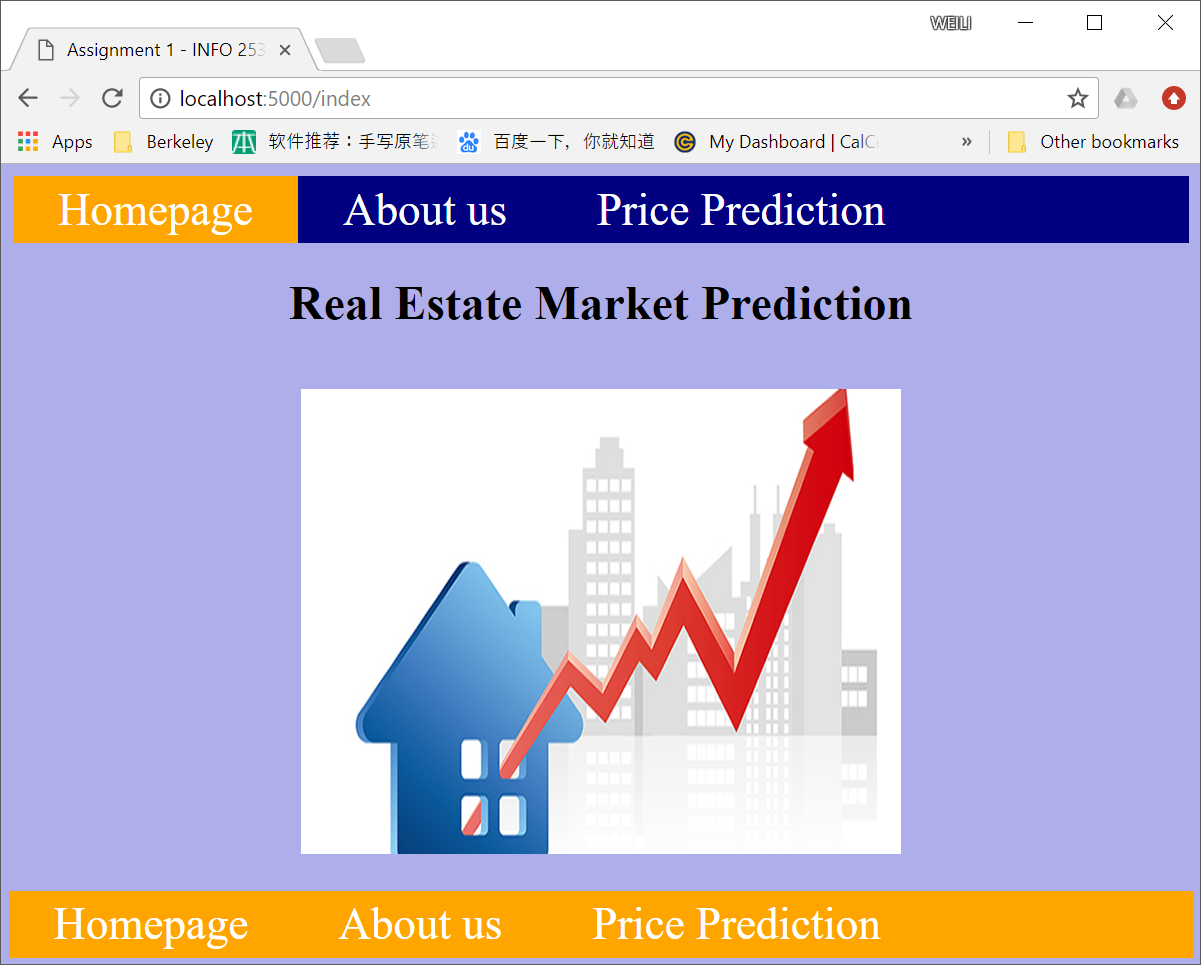 WEILI
Assignment 1 - INFO 253
localhost:5000/index
Apps Berkeley 软件推荐：手写原笔 百度一下，你就知道 My Dashboard | CalC » Other bookmarks
Homepage About us Price Prediction
Real Estate Market Prediction
Homepage About us Price Prediction